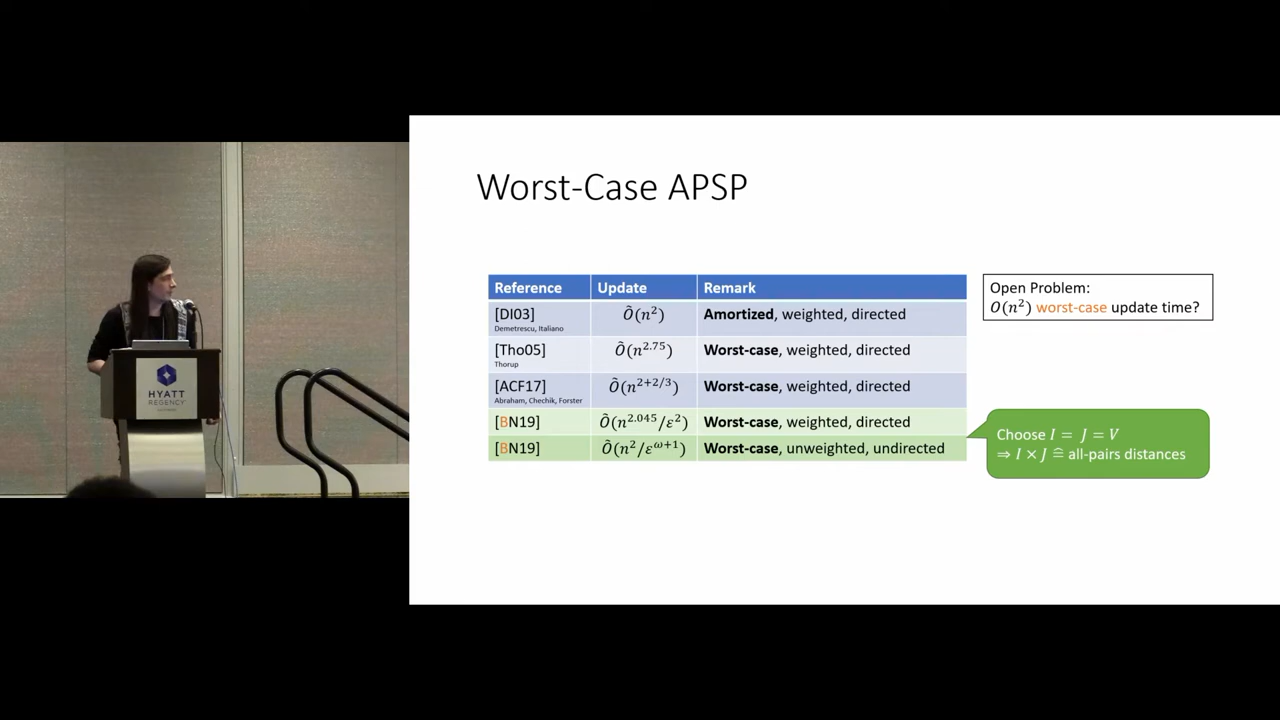 Worst-Case APSP
Reference Update Remark
[DI03] Õ(n²) Amortized, weighted, directed
Demetrescu, Italiano
[Tho05] Õ(n^2.75) Worst-case, weighted, directed
Thorup
[ACF17] Õ(n^2+2/3) Worst-case, weighted, directed
Abraham, Chechik, Forster
[BN19] Õ(n^2.045/ε²) Worst-case, weighted, directed
[BN19] Õ(n²/ε^ω+1) Worst-case, unweighted, undirected
Open Problem:
O(n²) worst-case update time?
Choose I = J = V
⇒ I × J ≙ all-pairs distances
HYATT
REGENCY